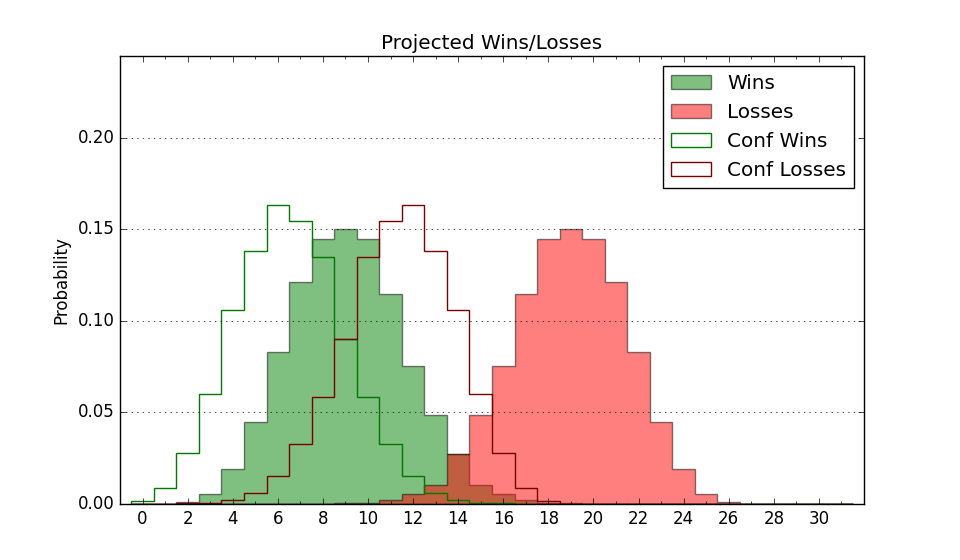 Projected Wins/Losses
Wins
Losses
Conf Wins
Conf Losses
Probability
0.20
0.15
0.10
0.05
0.00
0 2 4 6 8 10 12 14 16 18 20 22 24 26 28 30